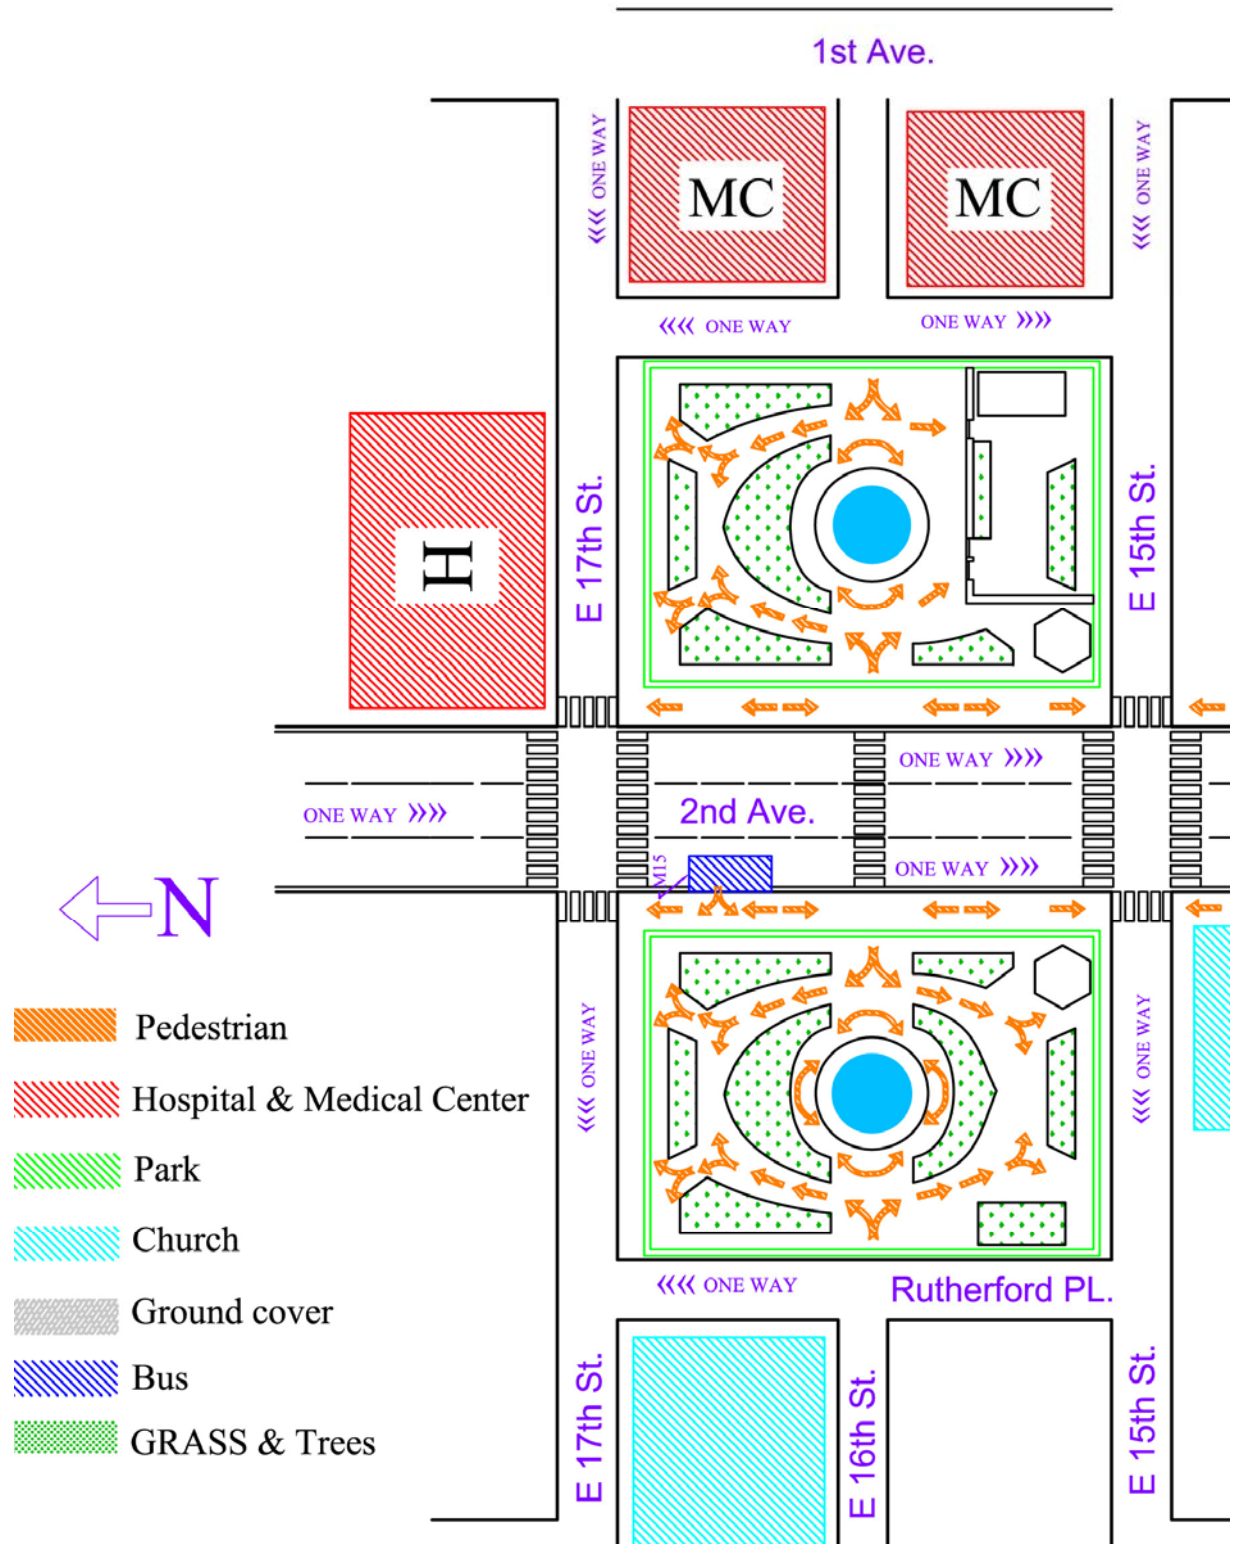 1st Ave.
««  ONE WAY
MC
MC
««  ONE WAY
««  ONE WAY
ONE WAY »»
E 17th St.
H
E 15th St.
ONE WAY »»
ONE WAY »»
2nd Ave.
M15
ONE WAY »»
N
««  ONE WAY
««  ONE WAY
Pedestrian
Hospital & Medical Center
Park
Church
Ground cover
Bus
GRASS & Trees
««  ONE WAY
Rutherford PL.
E 17th St.
E 16th St.
E 15th St.